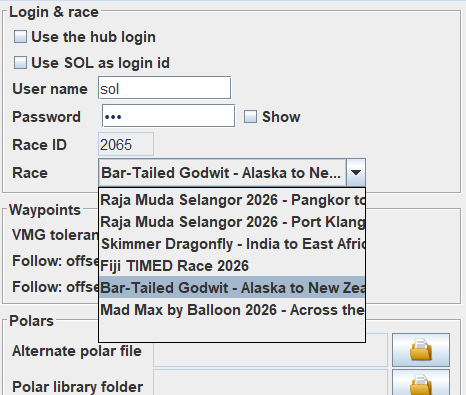 Login & race
Use the hub login
Use SOL as login id
User name sol
Password ••• Show
Race ID 2065
Race Bar-Tailed Godwit - Alaska to Ne...
Raja Muda Selangor 2026 - Pangkor to
Raja Muda Selangor 2026 - Port Klang
Waypoints
VMG toleran
Skimmer Dragonfly - India to East Afric
Follow: offse
Fiji TIMED Race 2026
Follow: offse
Bar-Tailed Godwit - Alaska to New Zea
Mad Max by Balloon 2026 - Across the
Polars
Alternate polar file
Polar library folder